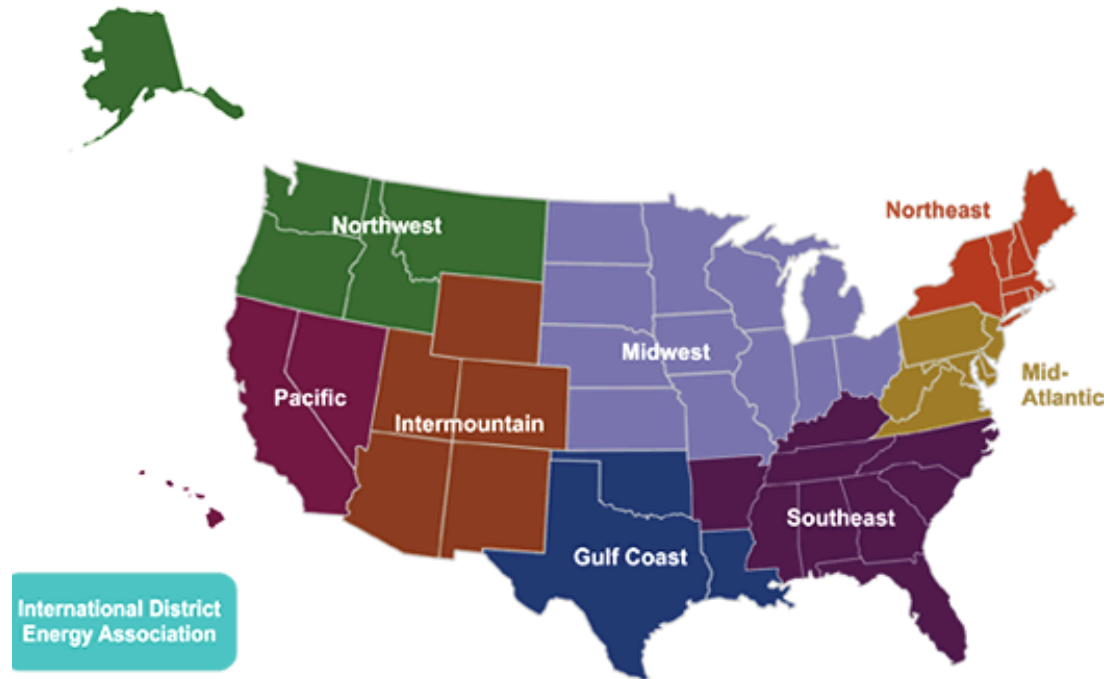 Northeast
Northwest
Midwest
Mid-
Atlantic
Pacific
Intermountain
Southeast
Gulf Coast
International District
Energy Association